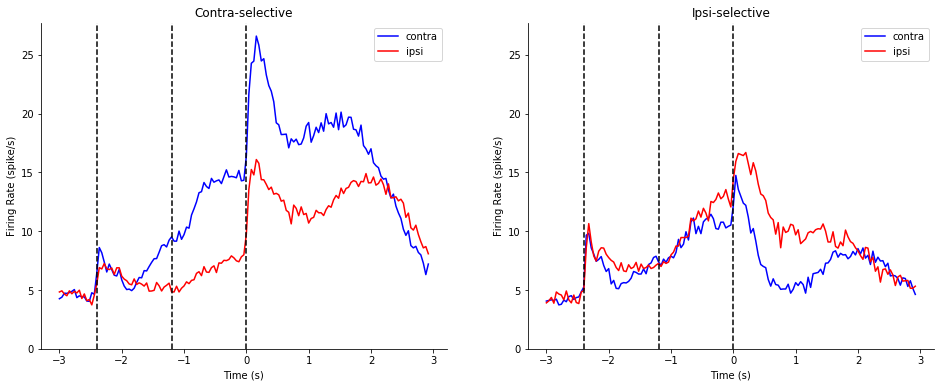 Contra-selective
contra
ipsi
Firing Rate (spike/s)
25
20
15
10
5
0
−3
−2
−1
0
1
2
3
Time (s)
Ipsi-selective
contra
ipsi
Firing Rate (spike/s)
25
20
15
10
5
0
−3
−2
−1
0
1
2
3
Time (s)